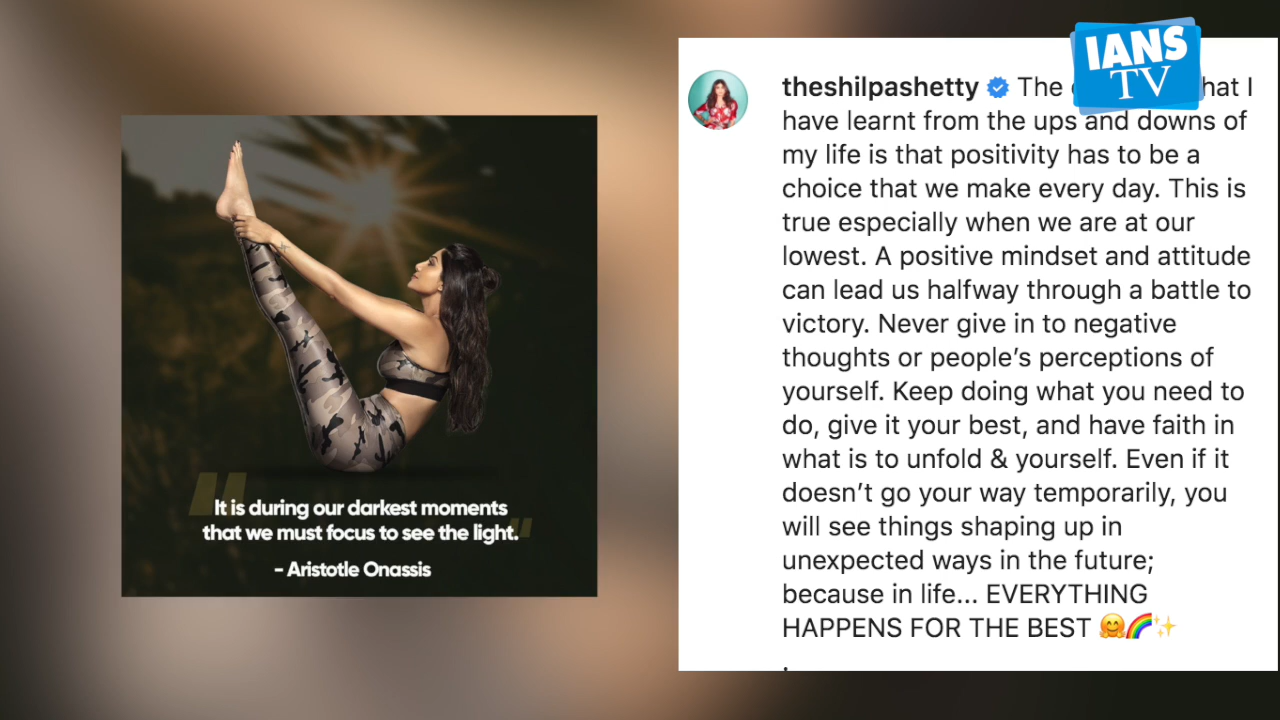 IANS
TV
theshilpashetty The hat I
have learnt from the ups and downs of
my life is that positivity has to be a
choice that we make every day. This is
true especially when we are at our
lowest. A positive mindset and attitude
can lead us halfway through a battle to
victory. Never give in to negative
thoughts or people’s perceptions of
yourself. Keep doing what you need to
do, give it your best, and have faith in
what is to unfold & yourself. Even if it
doesn’t go your way temporarily, you
will see things shaping up in
unexpected ways in the future;
because in life... EVERYTHING
HAPPENS FOR THE BEST 🤗🌈✨
.
It is during our darkest moments
that we must focus to see the light.
– Aristotle Onassis